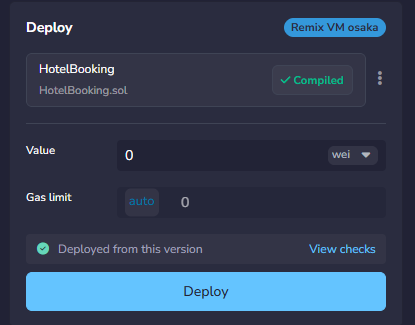 Deploy Remix VM osaka
HotelBooking
HotelBooking.sol
Compiled
Value 0 wei
Gas limit auto 0
Deployed from this version View checks
Deploy